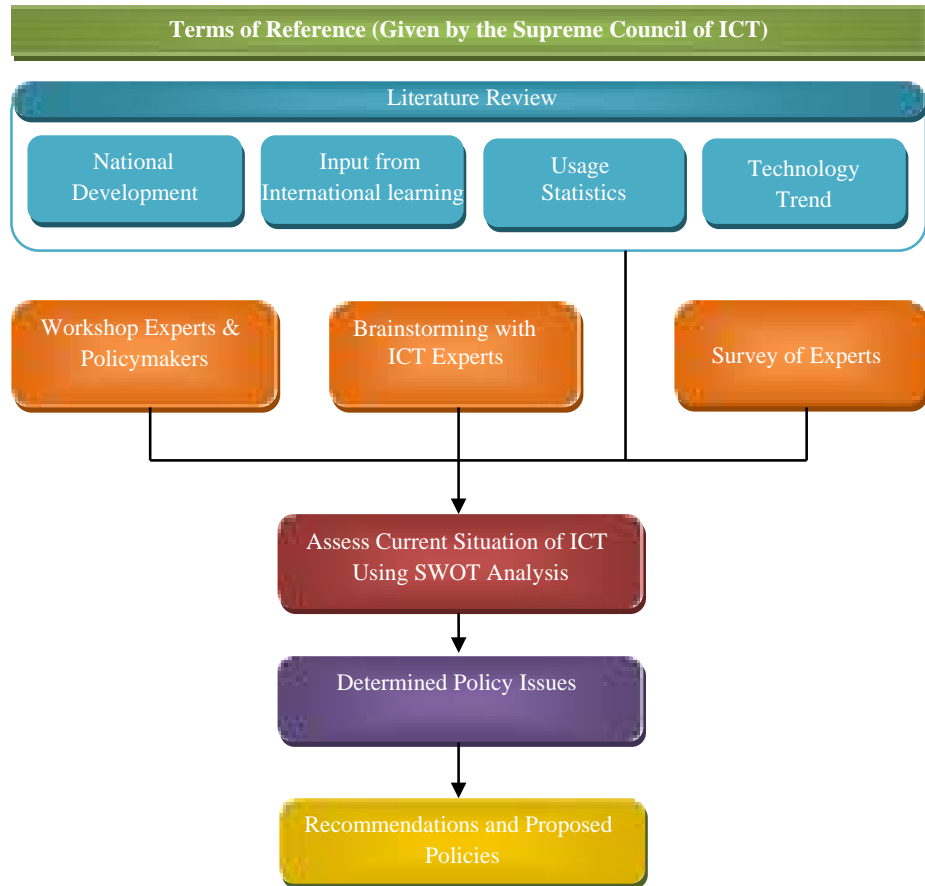 Terms of Reference (Given by the Supreme Council of ICT)
Literature Review
National
Development
Input from
International learning
Usage
Statistics
Technology
Trend
Workshop Experts &
Policymakers
Brainstorming with
ICT Experts
Survey of Experts
Assess Current Situation of ICT
Using SWOT Analysis
Determined Policy Issues
Recommendations and Proposed
Policies